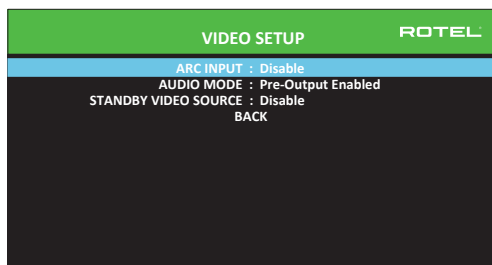 VIDEO SETUP
ROTEL
ARC INPUT : Disable
AUDIO MODE : Pre-Output Enabled
STANDBY VIDEO SOURCE : Disable
BACK